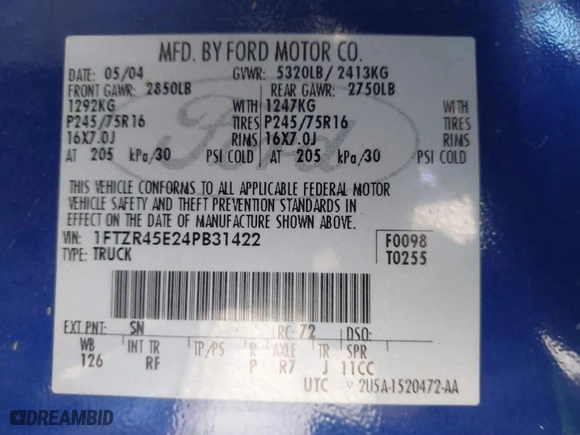 MFD. BY FORD MOTOR CO.
DATE: 05/04 GVWR: 5320LB/ 2413KG
FRONT GAWR: 2850LB REAR GAWR: 2750LB
1292KG WITH 1247KG WITH
P245/75R16 TIRES P245/75R16 TIRES
16X7.0J RIMS 16X7.0J RIMS
AT 205 kPa/30 PSI COLD AT 205 kPa/30 PSI COLD
THIS VEHICLE CONFORMS TO ALL APPLICABLE FEDERAL MOTOR
VEHICLE SAFETY AND THEFT PREVENTION STANDARDS IN
EFFECT ON THE DATE OF MANUFACTURE SHOWN ABOVE.
VIN: 1FTZR45E24PB31422 F0098
TYPE: TRUCK T0255
EXT PNT: SN RC: 72 DSO:
WB INT TR TP/PS R AXLE TR SPR
126 RF P R7 J 11CC
UTC V 2U5A-1520472-AA
Ford
DREAMBID